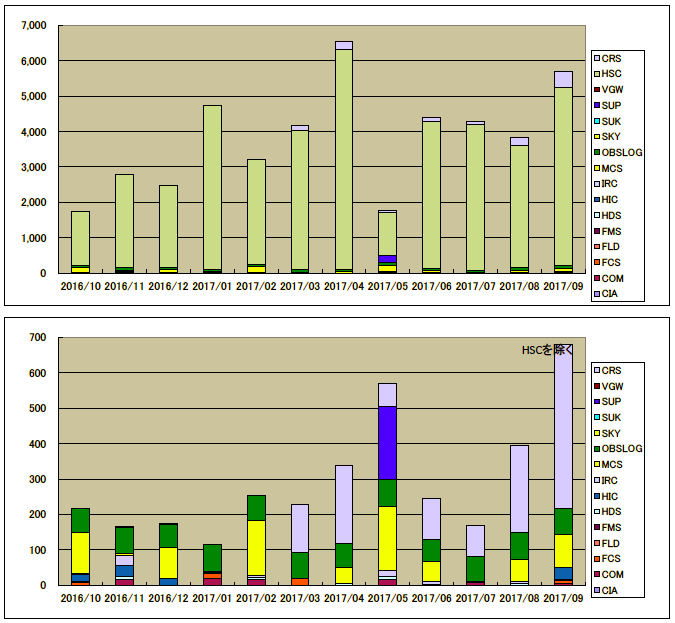 7,000
6,000
5,000
4,000
3,000
2,000
1,000
0
2016/10 2016/11 2016/12 2017/01 2017/02 2017/03 2017/04 2017/05 2017/06 2017/07 2017/08 2017/09
CRS
HSC
VGW
SUP
SUK
SKY
OBSLOG
MCS
IRC
HIC
HDS
FMS
FLD
FCS
COM
CIA
HSCを除く
700
600
500
400
300
200
100
0
2016/10 2016/11 2016/12 2017/01 2017/02 2017/03 2017/04 2017/05 2017/06 2017/07 2017/08 2017/09
CRS
VGW
SUP
SUK
SKY
OBSLOG
MCS
IRC
HIC
HDS
FMS
FLD
FCS
COM
CIA